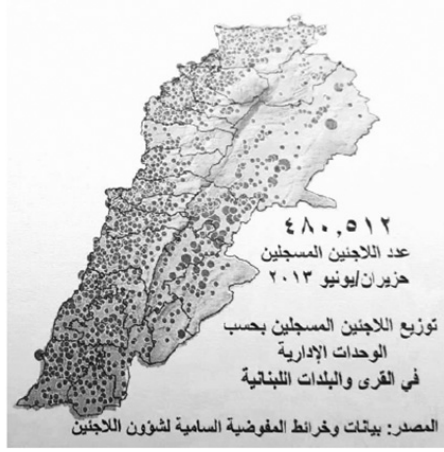 ٤٨٠,٥١٢
عدد اللاجئين المسجلين
حزيران/يونيو ٢٠١٣
توزيع اللاجئين المسجلين بحسب
الوحدات الإدارية
في القرى والبلدات اللبنانية
المصدر: بيانات وخرائط المفوضية السامية لشؤون اللاجئين